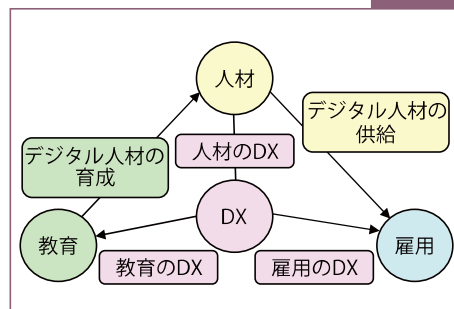 人材
デジタル人材の
供給
人材のDX
デジタル人材の
育成
DX
教育
雇用
教育のDX
雇用のDX